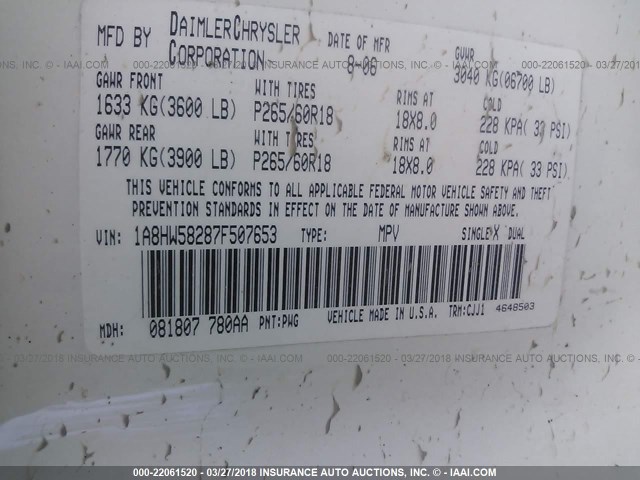 MFD BY DAIMLERCHRYSLER CORPORATION
DATE OF MFR 8-06
GVWR 3040 KG(06700 LB)
GAWR FRONT WITH TIRES RIMS AT COLD
1633 KG(3600 LB) P265/60R18 18X8.0 228 KPA( 33 PSI)
GAWR REAR WITH TIRES RIMS AT COLD
1770 KG(3900 LB) P265/60R18 18X8.0 228 KPA( 33 PSI)
THIS VEHICLE CONFORMS TO ALL APPLICABLE FEDERAL MOTOR VEHICLE SAFETY AND THEFT
PREVENTION STANDARDS IN EFFECT ON THE DATE OF MANUFACTURE SHOWN ABOVE.
VIN: 1A8HW58287F507653 TYPE: MPV SINGLE X DUAL
MDH: 081807 780AA PNT:PWG VEHICLE MADE IN U.S.A. TRM:CJJ1 4648503
000-22061520 - 03/27/2018 INSURANCE AUTO AUCTIONS, INC. - © IAAI.COM